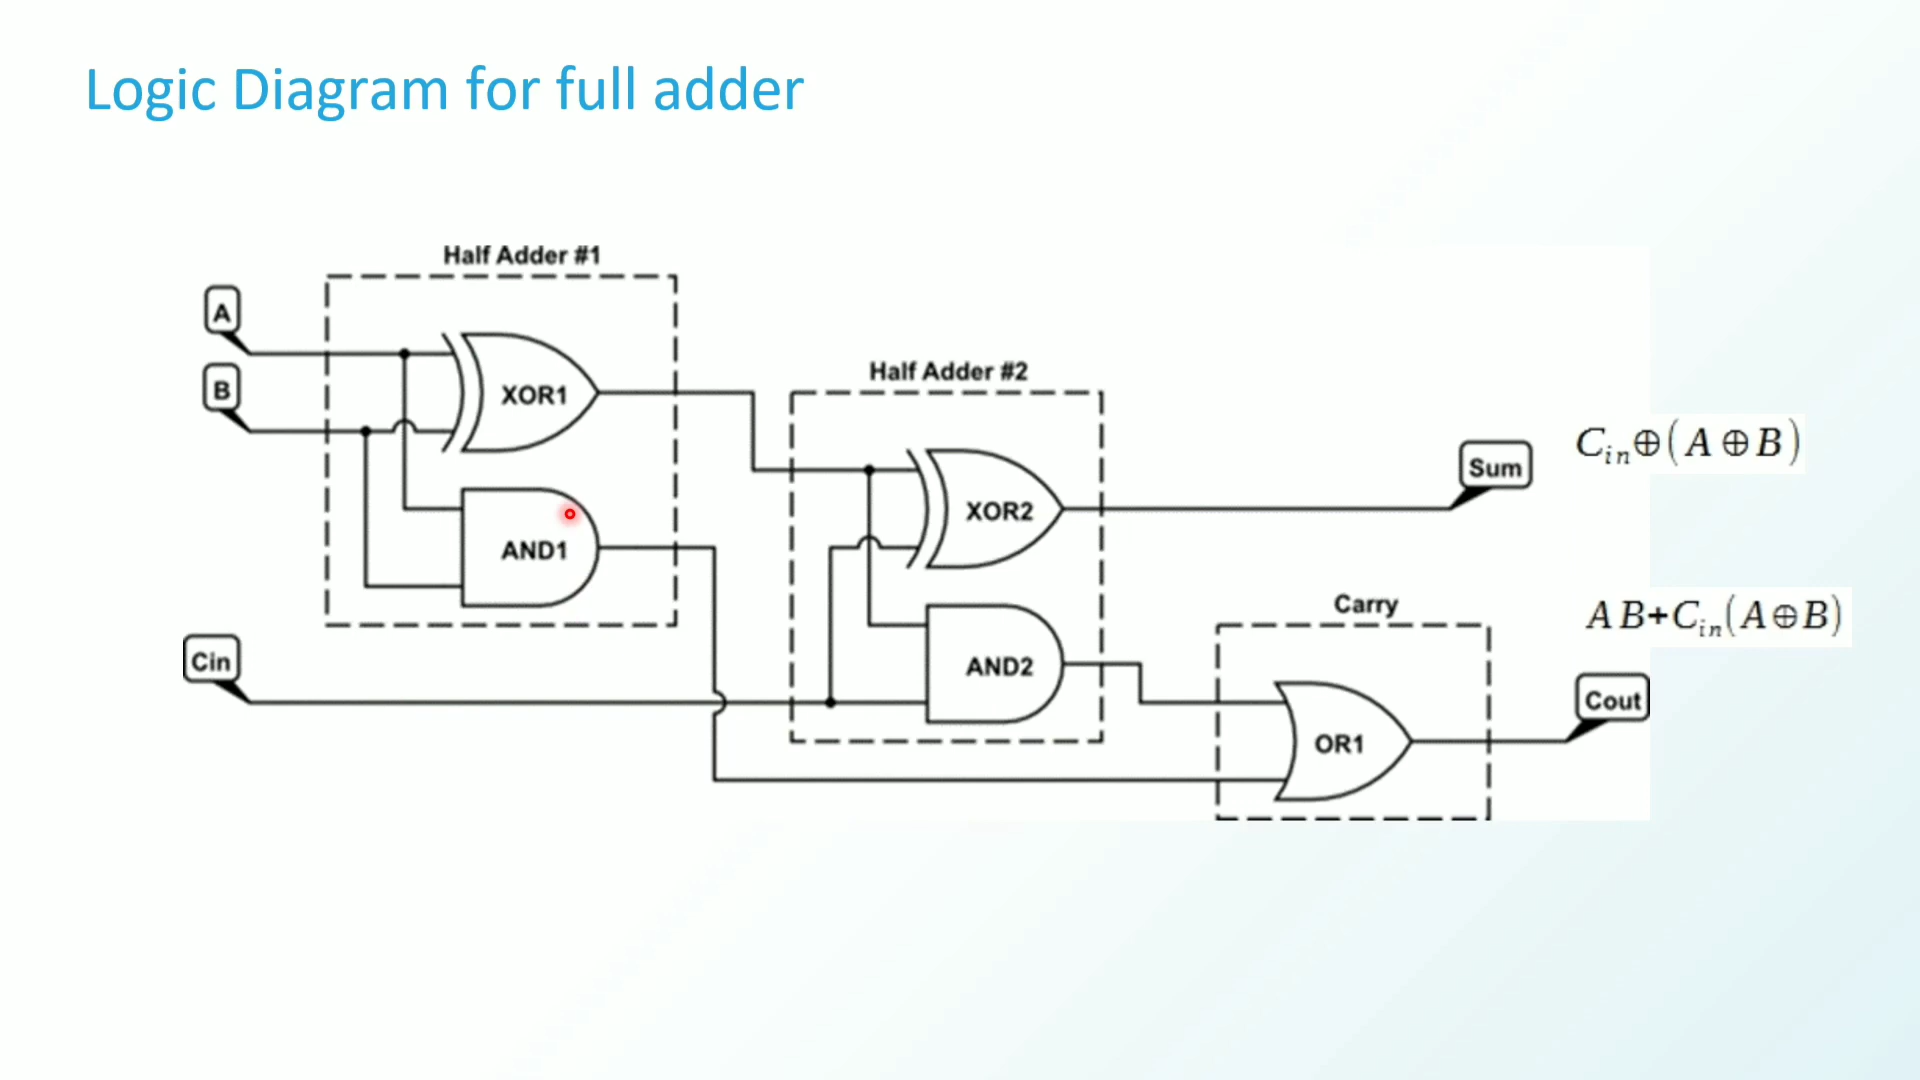 Logic Diagram for full adder
Half Adder #1
A
B
XOR1
AND1
Half Adder #2
XOR2
AND2
Cin
Sum
C_in⊕(A⊕B)
Carry
OR1
AB+C_in(A⊕B)
Cout